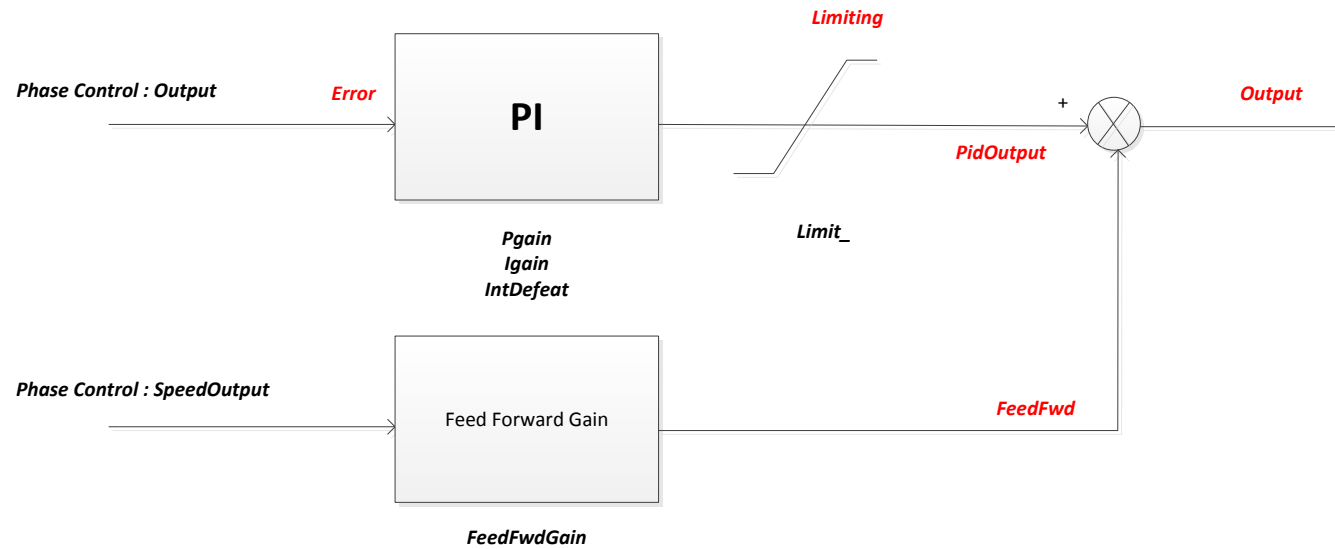 Limiting
Phase Control : Output
Error
PI
+
Output
PidOutput
Pgain
Igain
IntDefeat
Limit_
Phase Control : SpeedOutput
Feed Forward Gain
FeedFwd
FeedFwdGain